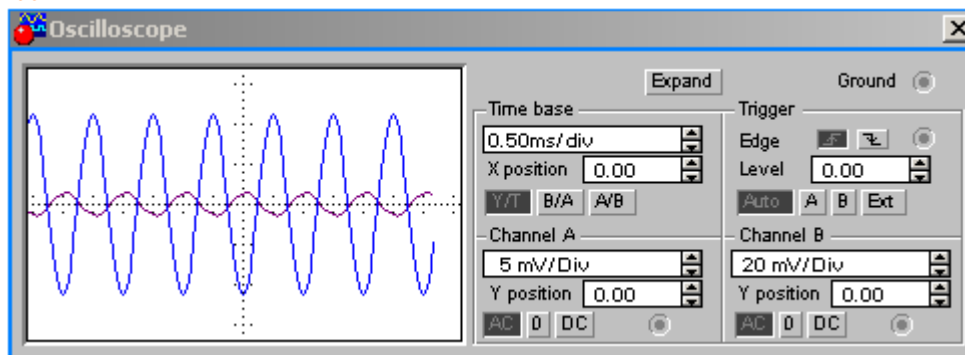 Oscilloscope
Expand
Ground
Time base
0.50ms/div
X position 0.00
Y/T B/A A/B
Trigger
Edge
Level 0.00
Auto A B Ext
Channel A
5 mV/Div
Y position 0.00
AC 0 DC
Channel B
20 mV/Div
Y position 0.00
AC 0 DC